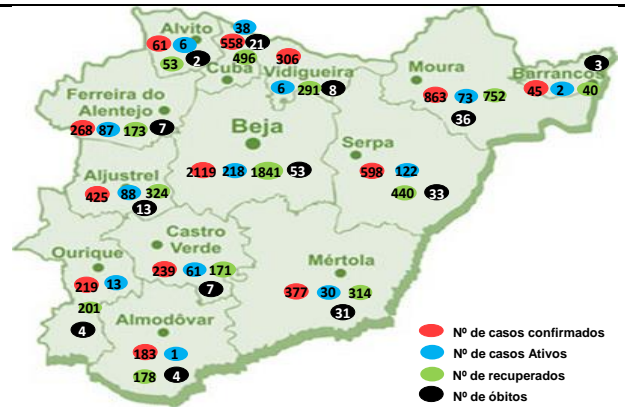 Alvito
61 6
53 2
38
558 21
496
Cuba
306
Vidigueira
6 291 8
Moura
863 73 752
36
Barrancos
3
45 2 40
Ferreira do
Alentejo
268 87 173 7
Beja
2119 218 1841 53
Serpa
598 122
440 33
Aljustrel
425 88 324
13
Ourique
219 13
201
4
Castro
Verde
239 61 171
7
Mértola
377 30 314
31
Almodôvar
183 1
178 4
Nº de casos confirmados
Nº de casos Ativos
Nº de recuperados
Nº de óbitos